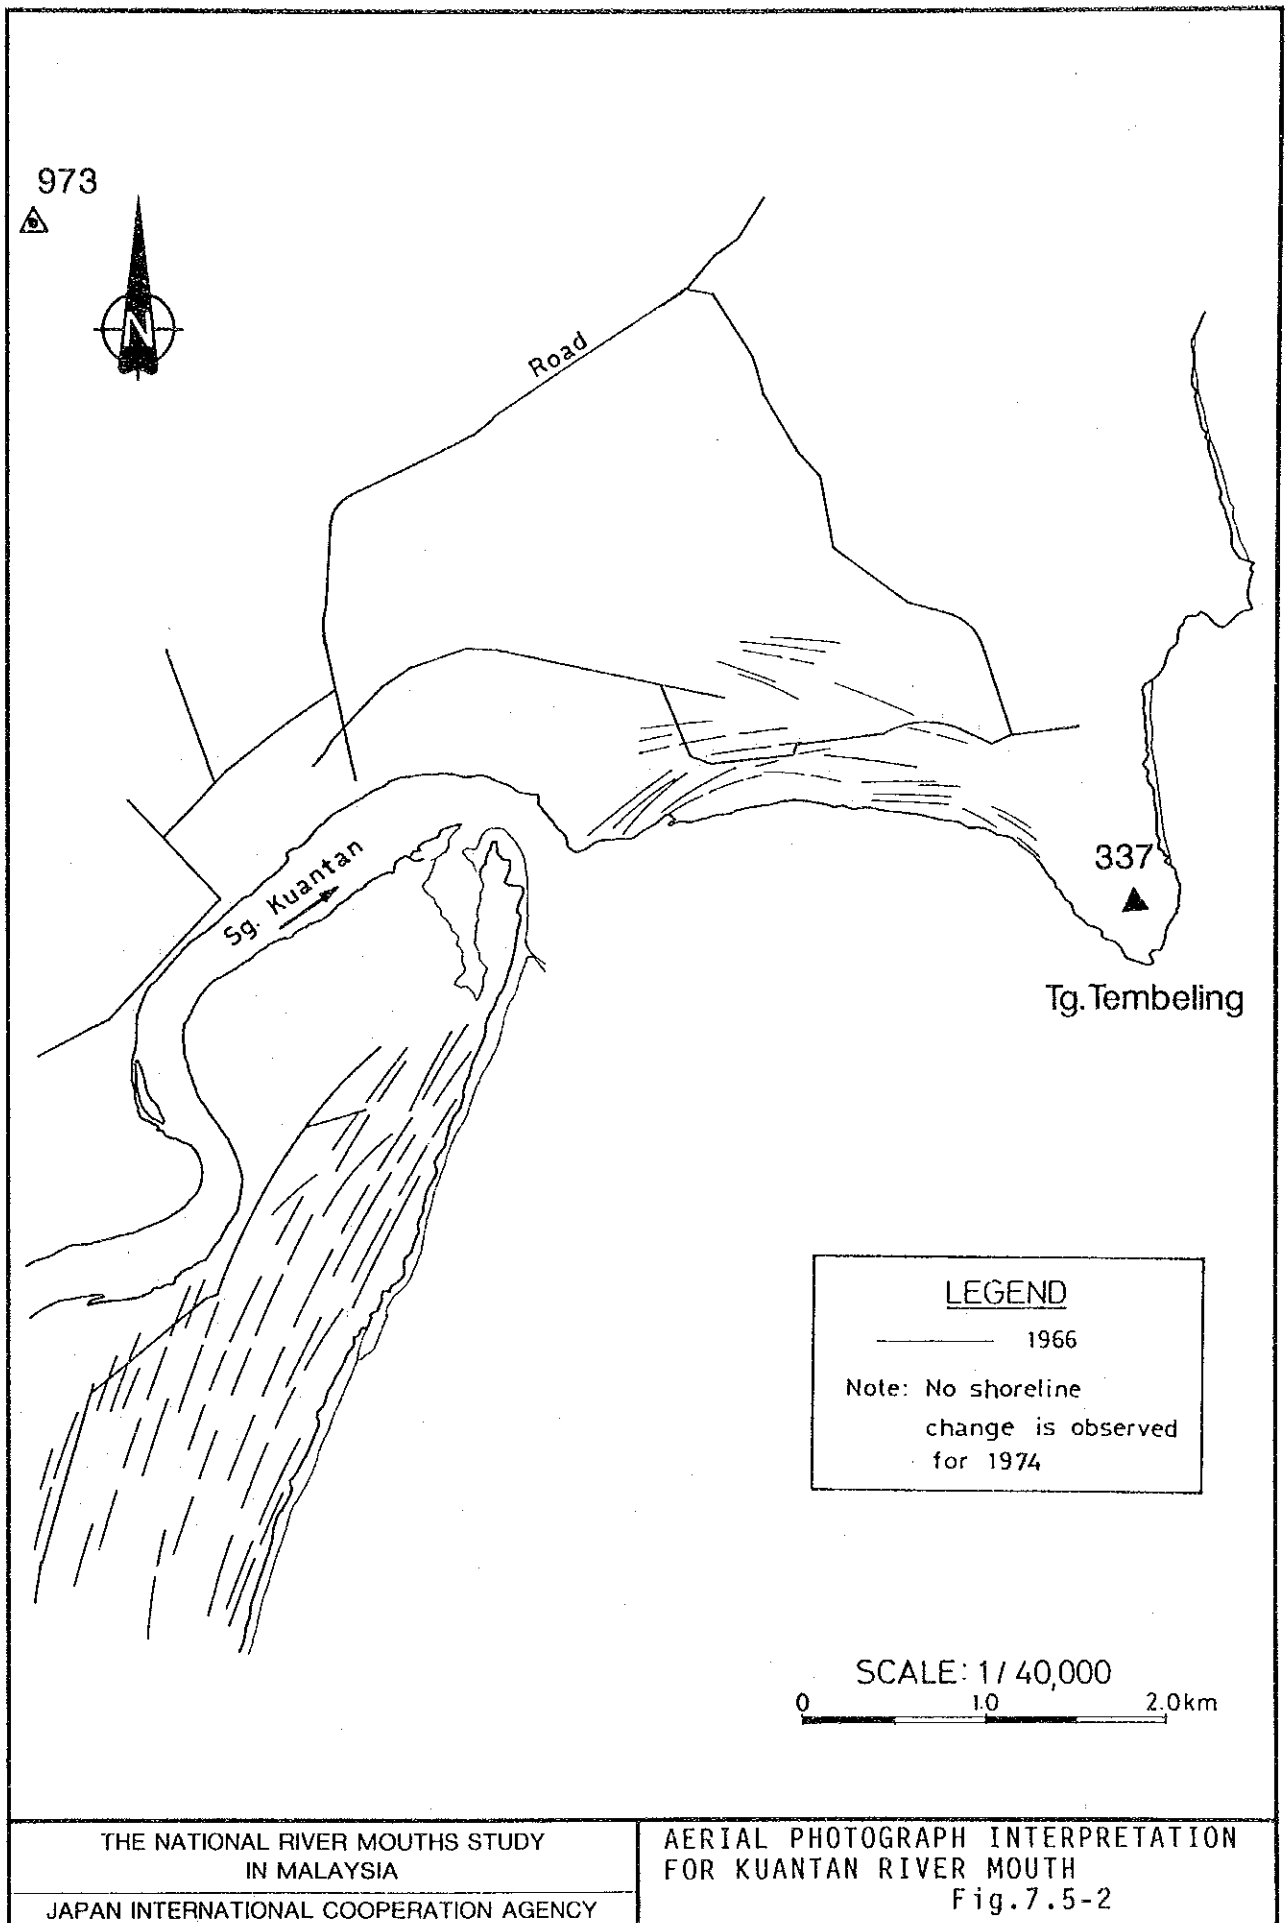 973
N
Road
Sg. Kuantan
337
Tg. Tembeling
LEGEND
1966
Note: No shoreline
change is observed
for 1974
SCALE: 1/40,000
0 1.0 2.0km
THE NATIONAL RIVER MOUTHS STUDY
IN MALAYSIA
JAPAN INTERNATIONAL COOPERATION AGENCY
AERIAL PHOTOGRAPH INTERPRETATION
FOR KUANTAN RIVER MOUTH
Fig.7.5-2